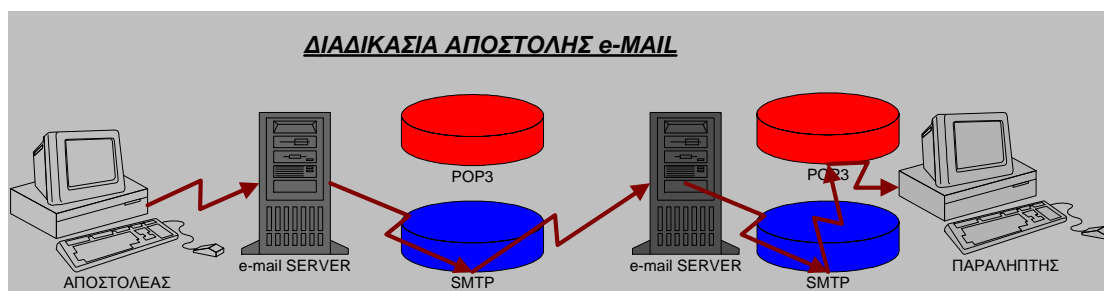 ΔΙΑΔΙΚΑΣΙΑ ΑΠΟΣΤΟΛΗΣ e-MAIL
POP3
POP3
ΑΠΟΣΤΟΛΕΑΣ
e-mail SERVER
SMTP
e-mail SERVER
SMTP
ΠΑΡΑΛΗΠΤΗΣ